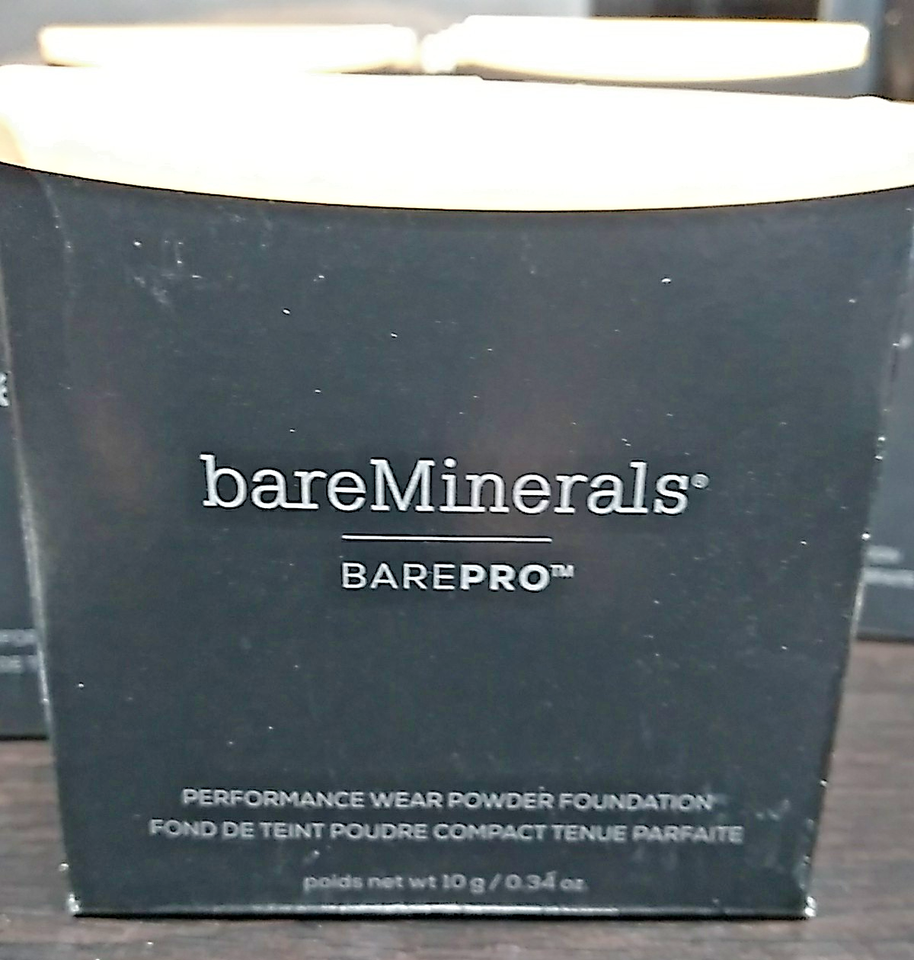 bareMinerals®
BAREPRO™
PERFORMANCE WEAR POWDER FOUNDATION
FOND DE TEINT POUDRE COMPACT TENUE PARFAITE
poids net wt 10 g / 0.34 oz